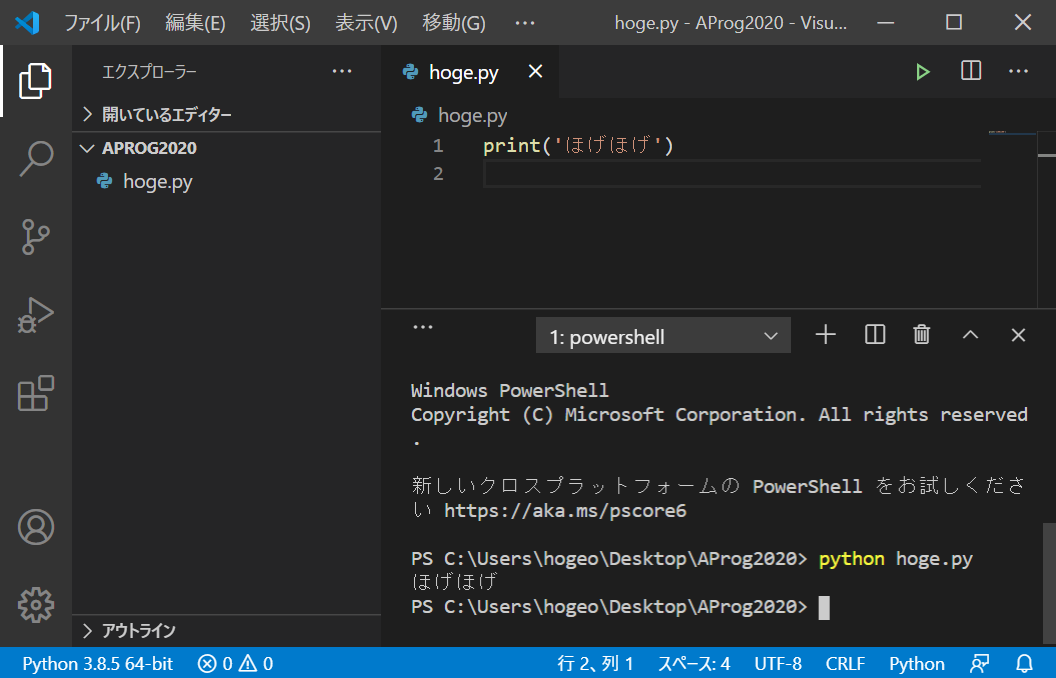 ファイル(F) 編集(E) 選択(S) 表示(V) 移動(G) ··· hoge.py - AProg2020 - Visu...
エクスプローラー ···
開いているエディター
APROG2020
hoge.py
hoge.py
hoge.py
1 print('ほげほげ')
2
··· 1: powershell
Windows PowerShell
Copyright (C) Microsoft Corporation. All rights reserved
.
新しいクロスプラットフォームの PowerShell をお試しくださ
い https://aka.ms/pscore6
PS C:\Users\hogeo\Desktop\AProg2020> python hoge.py
ほげほげ
PS C:\Users\hogeo\Desktop\AProg2020>
アウトライン
Python 3.8.5 64-bit 0 0 行 2、列 1 スペース: 4 UTF-8 CRLF Python